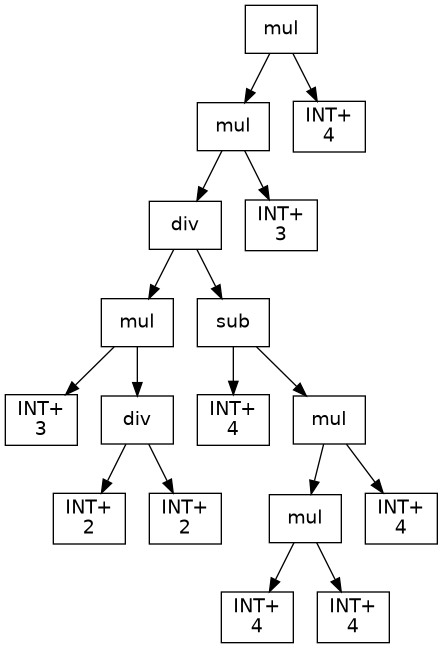 mul
mul
INT+
4
div
INT+
3
mul
sub
INT+
3
div
INT+
4
mul
INT+
2
INT+
2
mul
INT+
4
INT+
4
INT+
4